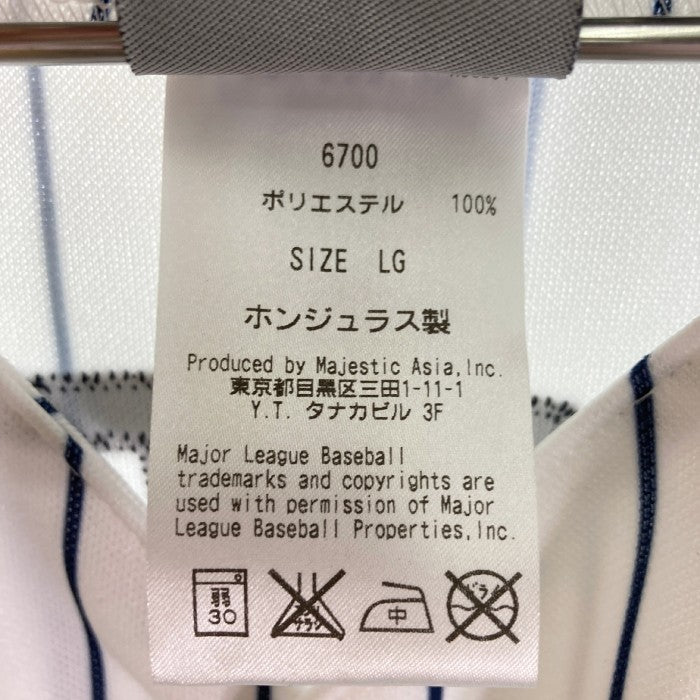 6700
ポリエステル 100%
SIZE LG
ホンジュラス製
Produced by Majestic Asia,Inc.
東京都目黒区三田1-11-1
Y.T. タナカビル 3F
Major League Baseball
trademarks and copyrights are
used with permission of Major
League Baseball Properties,Inc.
弱 30 中 ドライ